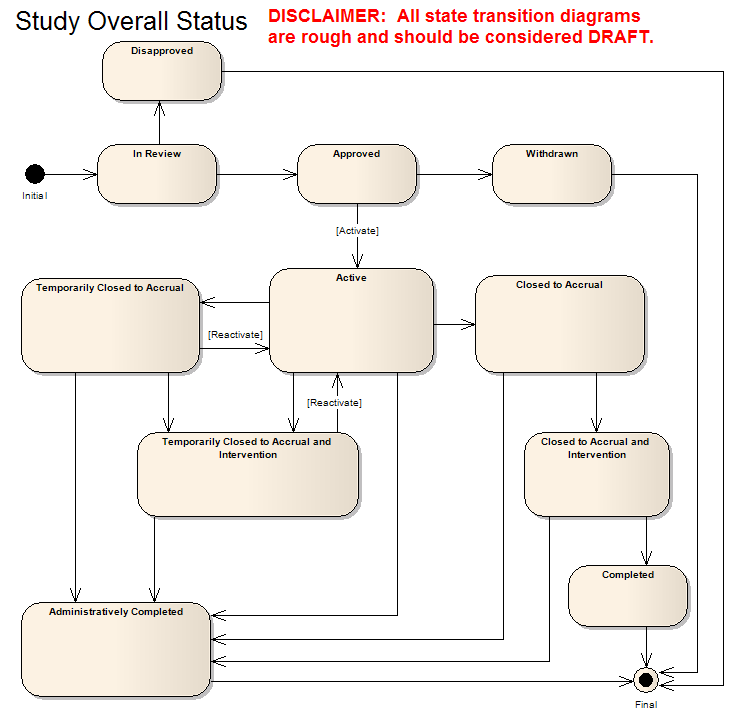 Study Overall Status
DISCLAIMER:  All state transition diagrams
are rough and should be considered DRAFT.
Disapproved
In Review
Approved
Withdrawn
Initial
[Activate]
Temporarily Closed to Accrual
Active
Closed to Accrual
[Reactivate]
[Reactivate]
Temporarily Closed to Accrual and
Intervention
Closed to Accrual and
Intervention
Completed
Administratively Completed
Final